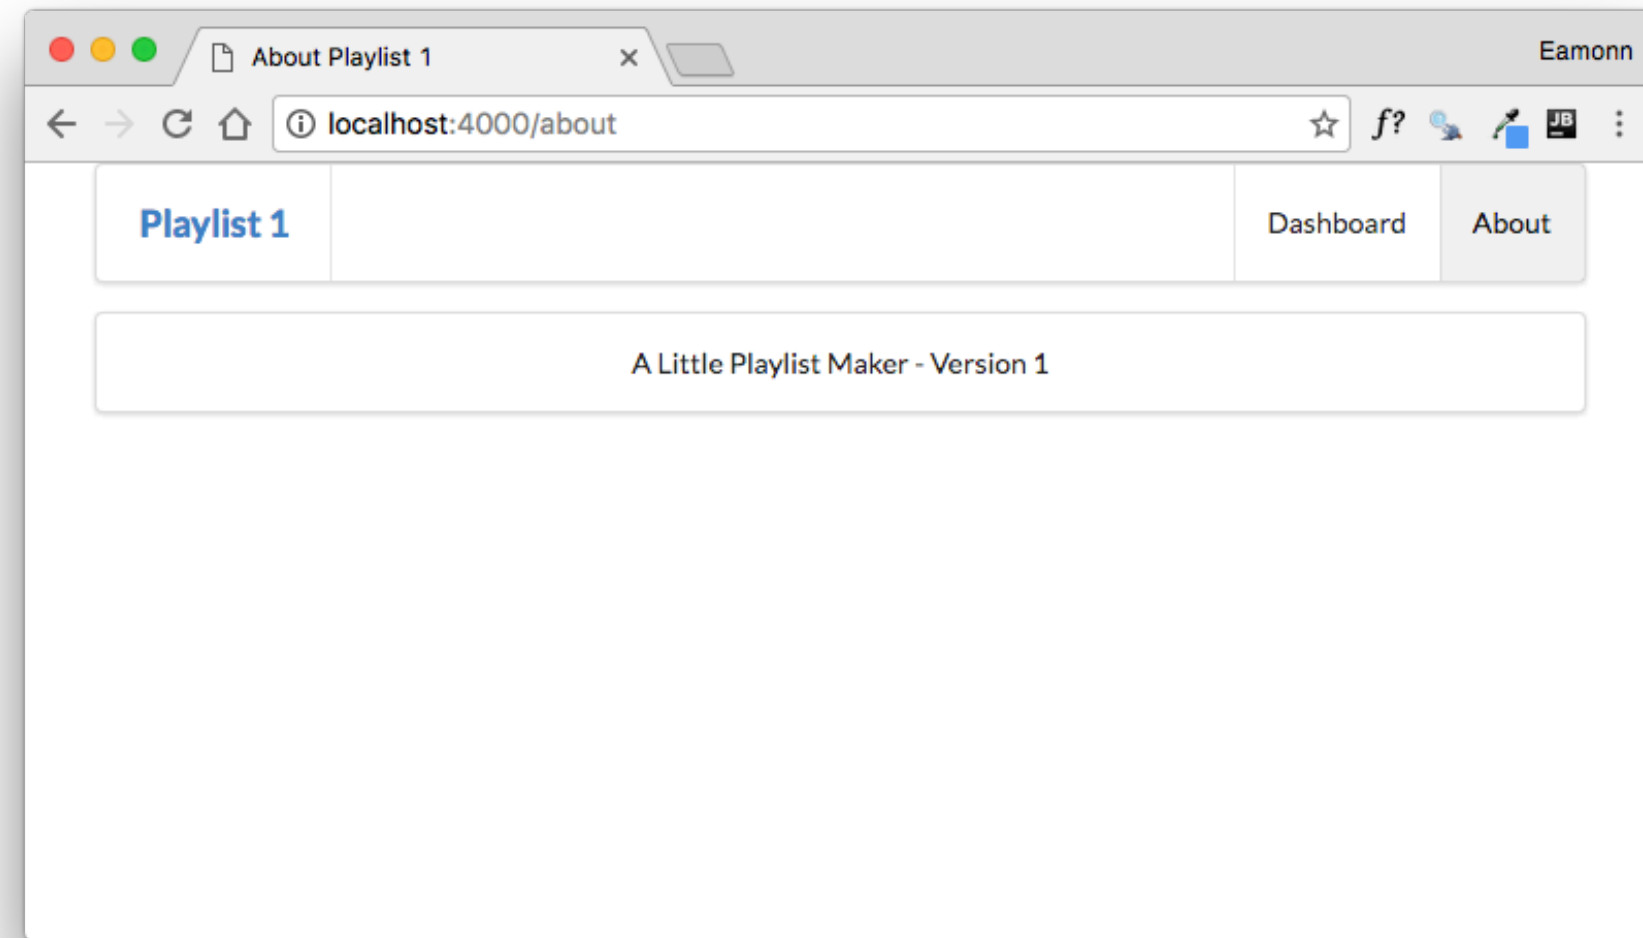 About Playlist 1
Eamonn
localhost:4000/about
f?
JB
Playlist 1
Dashboard
About
A Little Playlist Maker - Version 1